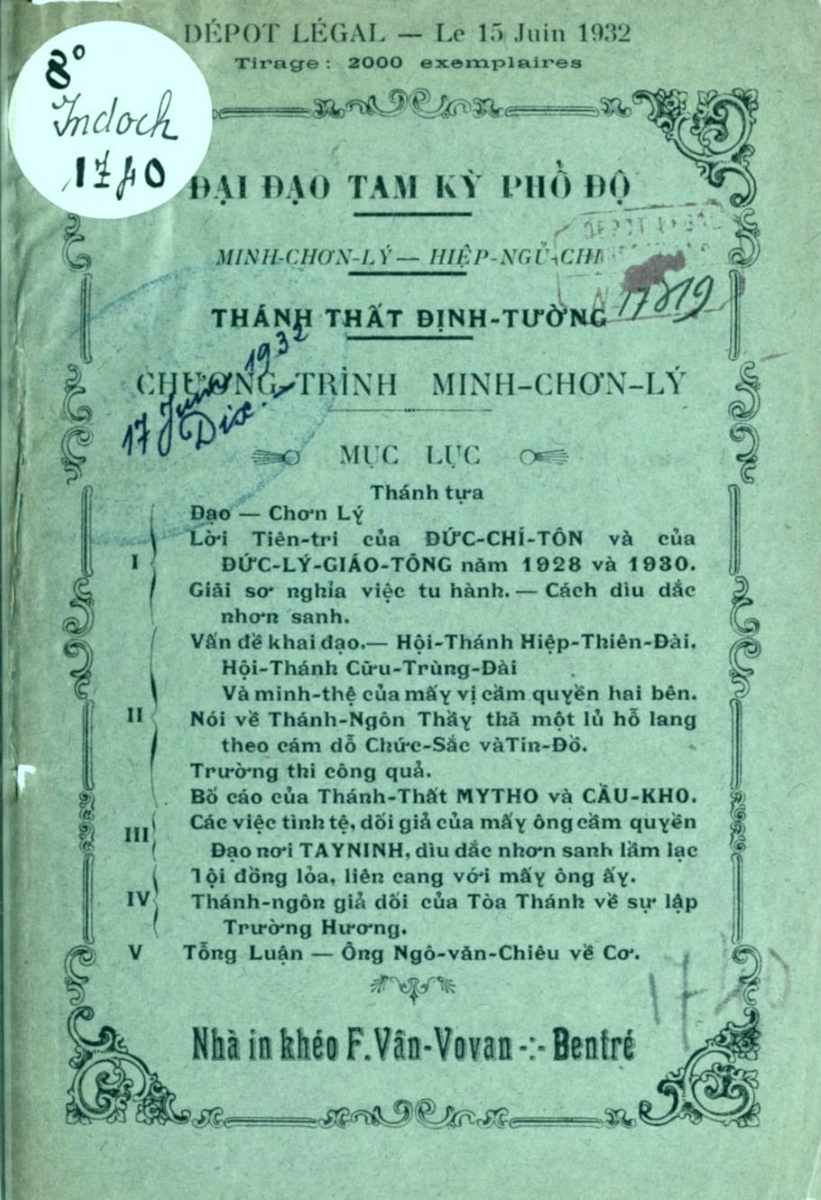 DÉPOT LÉGAL — Le 15 Juin 1932
Tirage: 2000 exemplaires
8°
Indoch
1740
ĐẠI ĐẠO TAM KỲ PHỔ ĐỘ
MINH-CHƠN-LÝ — HIỆP-NGŨ-CHI
DÉPOT LÉGAL
N 17819
THÁNH THẤT ĐỊNH-TƯỜNG
17 Juin 1932
Dix.
CHƯƠNG-TRÌNH MINH-CHƠN-LÝ
MỤC LỤC
Thánh tựa
Đạo — Chơn Lý
Lời Tiên-tri của ĐỨC-CHÍ-TÔN và của
I ĐỨC-LÝ-GIÁO-TÔNG năm 1928 và 1930.
Giải sơ nghĩa việc tu hành. — Cách dìu dắc
nhơn sanh.
Vấn đề khai đạo.— Hội-Thánh Hiệp-Thiên-Đài.
Hội-Thánh Cữu-Trùng-Đài
Và minh-thệ của mấy vị cầm quyền hai bên.
II Nói về Thánh-Ngôn Thầy thã một lủ hỗ lang
theo cám dỗ Chức-Sắc vàTín-Đồ.
Trường thi công quả.
Bố cáo của Thánh-Thất MYTHO và CẦU-KHO.
III Các việc tình tệ, dối giả của mấy ông cầm quyền
Đạo nơi TAYNINH, dìu dắc nhơn sanh lầm lạc
Tội đồng lỏa, liên cang với mấy ông ấy.
IV Thánh-ngôn giả dối của Tòa Thánh về sự lập
Trường Hương.
V Tổng Luận — Ông Ngô-văn-Chiêu về Cơ.
1740
Nhà in khéo F. Vân-Vovan -:- Bentré